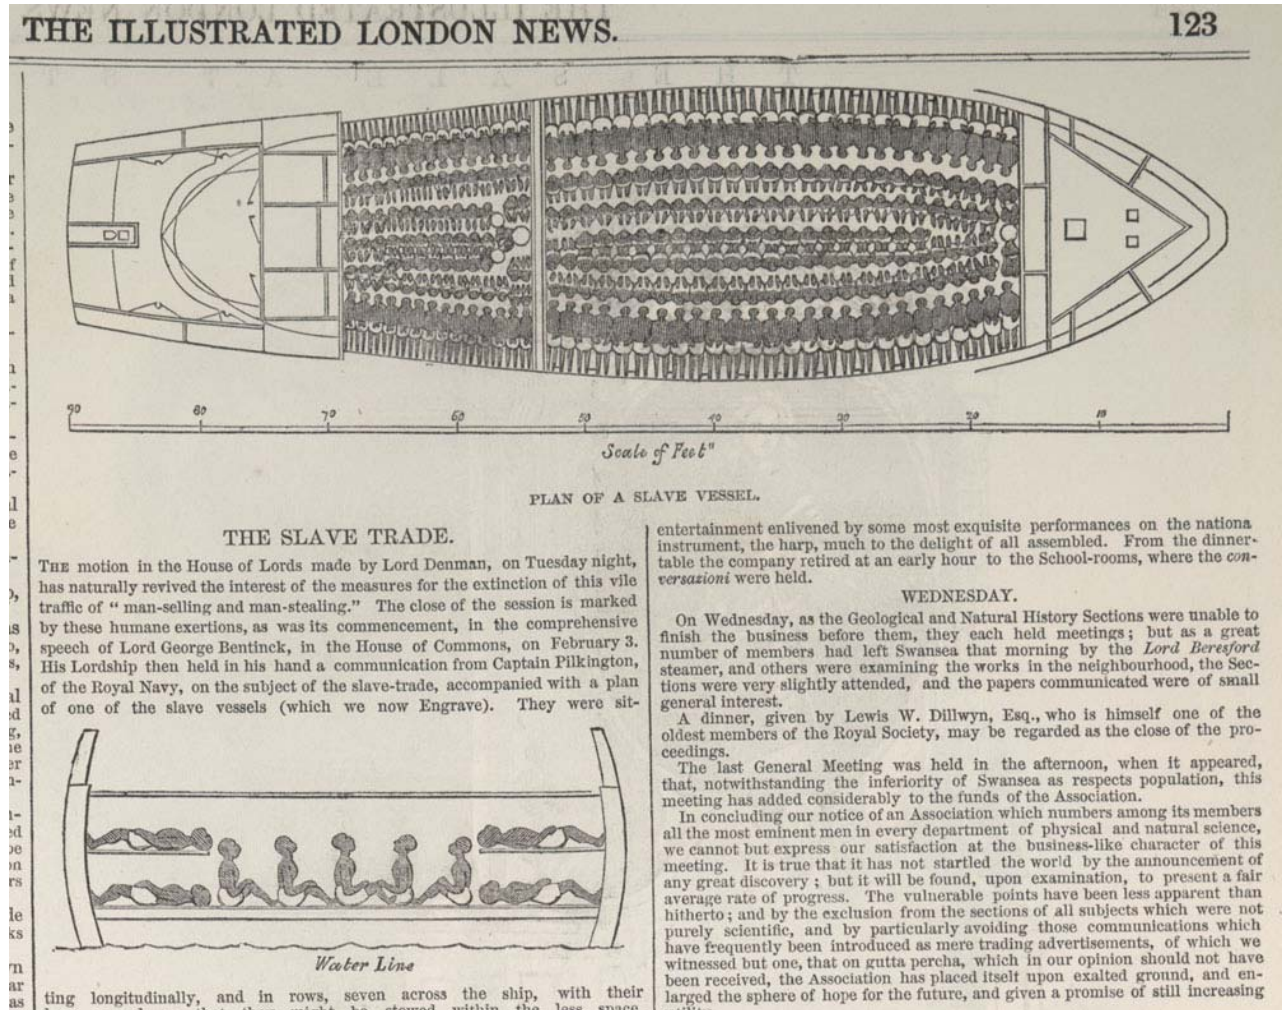 THE ILLUSTRATED LONDON NEWS.
123
90 80 70 60 50 40 30 20 10
Scale of Feet
PLAN OF A SLAVE VESSEL.
THE SLAVE TRADE.
THE motion in the House of Lords made by Lord Denman, on Tuesday night,
has naturally revived the interest of the measures for the extinction of this vile
traffic of “ man-selling and man-stealing.” The close of the session is marked
by these humane exertions, as was its commencement, in the comprehensive
speech of Lord George Bentinck, in the House of Commons, on February 3.
His Lordship then held in his hand a communication from Captain Pilkington,
of the Royal Navy, on the subject of the slave-trade, accompanied with a plan
of one of the slave vessels (which we now Engrave). They were sit-
Water Line
ting longitudinally, and in rows, seven across the ship, with their
stowed within the less space
entertainment enlivened by some most exquisite performances on the nationa
instrument, the harp, much to the delight of all assembled. From the dinner-
table the company retired at an early hour to the School-rooms, where the con-
versazioni were held.
WEDNESDAY.
On Wednesday, as the Geological and Natural History Sections were unable to
finish the business before them, they each held meetings; but as a great
number of members had left Swansea that morning by the Lord Beresford
steamer, and others were examining the works in the neighbourhood, the Sec-
tions were very slightly attended, and the papers communicated were of small
general interest.
A dinner, given by Lewis W. Dillwyn, Esq., who is himself one of the
oldest members of the Royal Society, may be regarded as the close of the pro-
ceedings.
The last General Meeting was held in the afternoon, when it appeared,
that, notwithstanding the inferiority of Swansea as respects population, this
meeting has added considerably to the funds of the Association.
In concluding our notice of an Association which numbers among its members
all the most eminent men in every department of physical and natural science,
we cannot but express our satisfaction at the business-like character of this
meeting. It is true that it has not startled the world by the announcement of
any great discovery ; but it will be found, upon examination, to present a fair
average rate of progress. The vulnerable points have been less apparent than
hitherto ; and by the exclusion from the sections of all subjects which were not
purely scientific, and by particularly avoiding those communications which
have frequently been introduced as mere trading advertisements, of which we
witnessed but one, that on gutta percha, which in our opinion should not have
been received, the Association has placed itself upon exalted ground, and en-
larged the sphere of hope for the future, and given a promise of still increasing